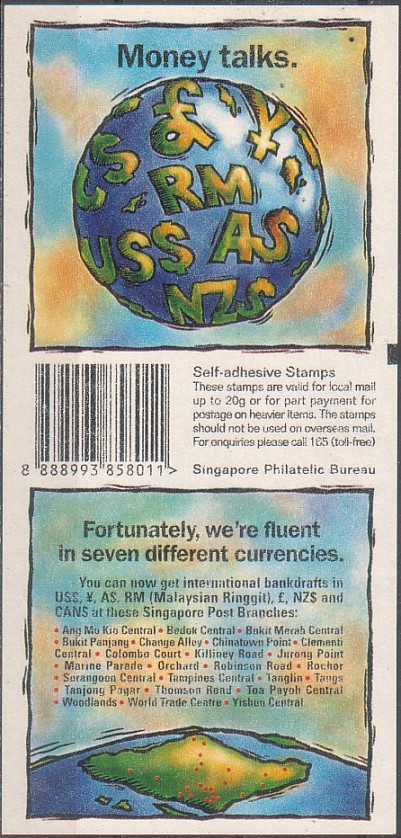 Money talks.
£ ¥
C$ RM
US$ A$
NZ$
Self-adhesive Stamps
These stamps are valid for local mail
up to 20g or for part payment for
postage on heavier items. The stamps
should not be used on overseas mail.
For enquiries please call 165 (toll-free)
8 888993 858011 >
Singapore Philatelic Bureau
Fortunately, we're fluent
in seven different currencies.
You can now get international bankdrafts in
US$, ¥, A$, RM (Malaysian Ringgit), £, NZ$ and
CAN$ at these Singapore Post Branches:
• Ang Mo Kio Central • Bedok Central • Bukit Merah Central
• Bukit Panjang • Change Alley • Chinatown Point • Clementi
Central • Colombo Court • Killiney Road • Jurong Point
• Marine Parade • Orchard • Robinson Road • Rochor
• Serangoon Central • Tampines Central • Tanglin • Tangs
• Tanjong Pagar • Thomson Road • Toa Payoh Central
• Woodlands • World Trade Centre • Yishun Central